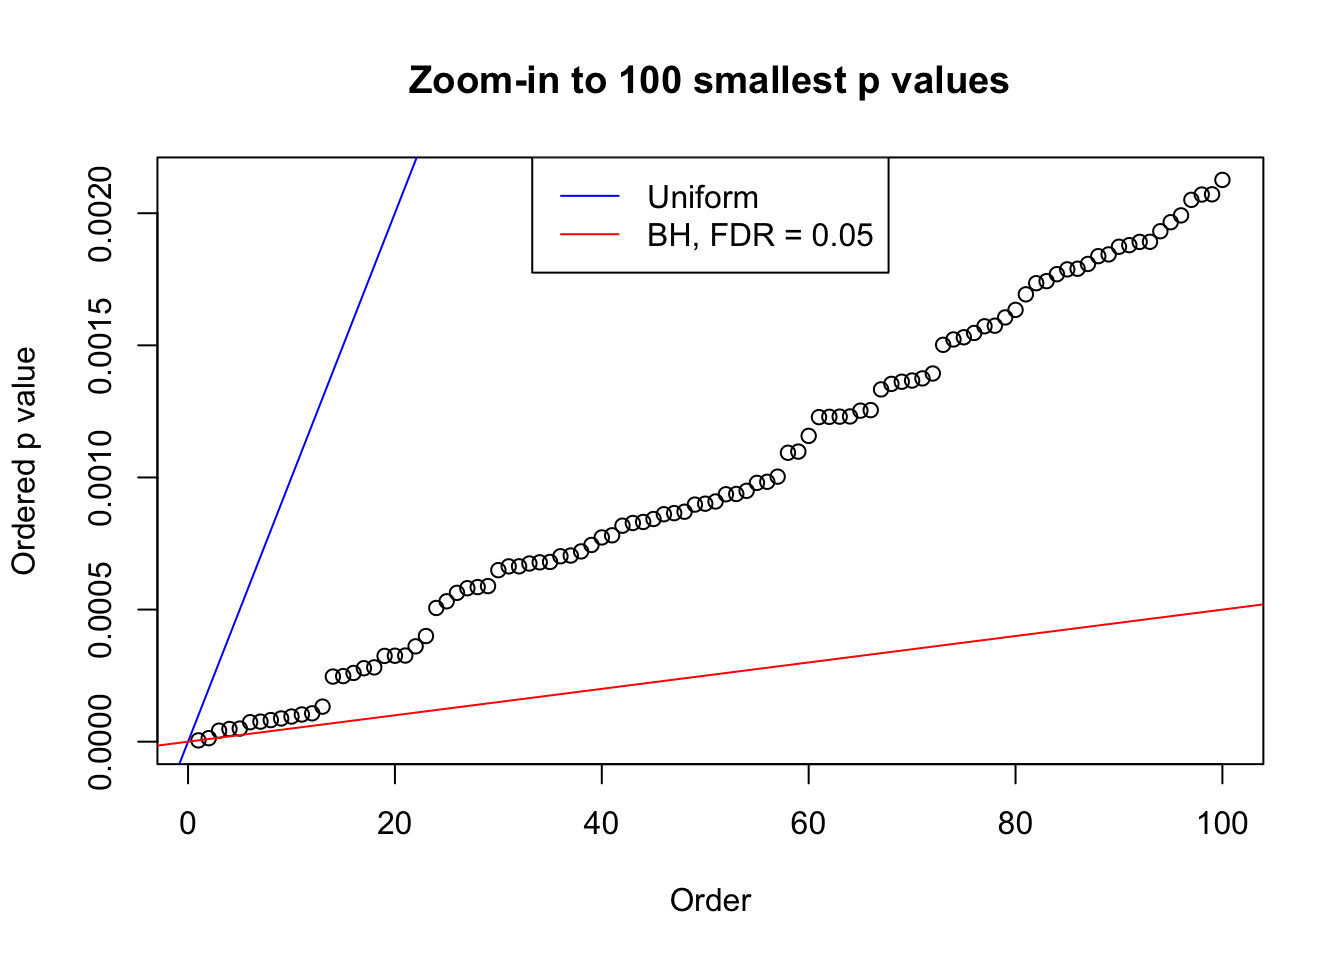 Zoom-in to 100 smallest p values
Uniform
BH, FDR = 0.05
Ordered p value
0.0020
0.0015
0.0010
0.0005
0.0000
0 20 40 60 80 100
Order